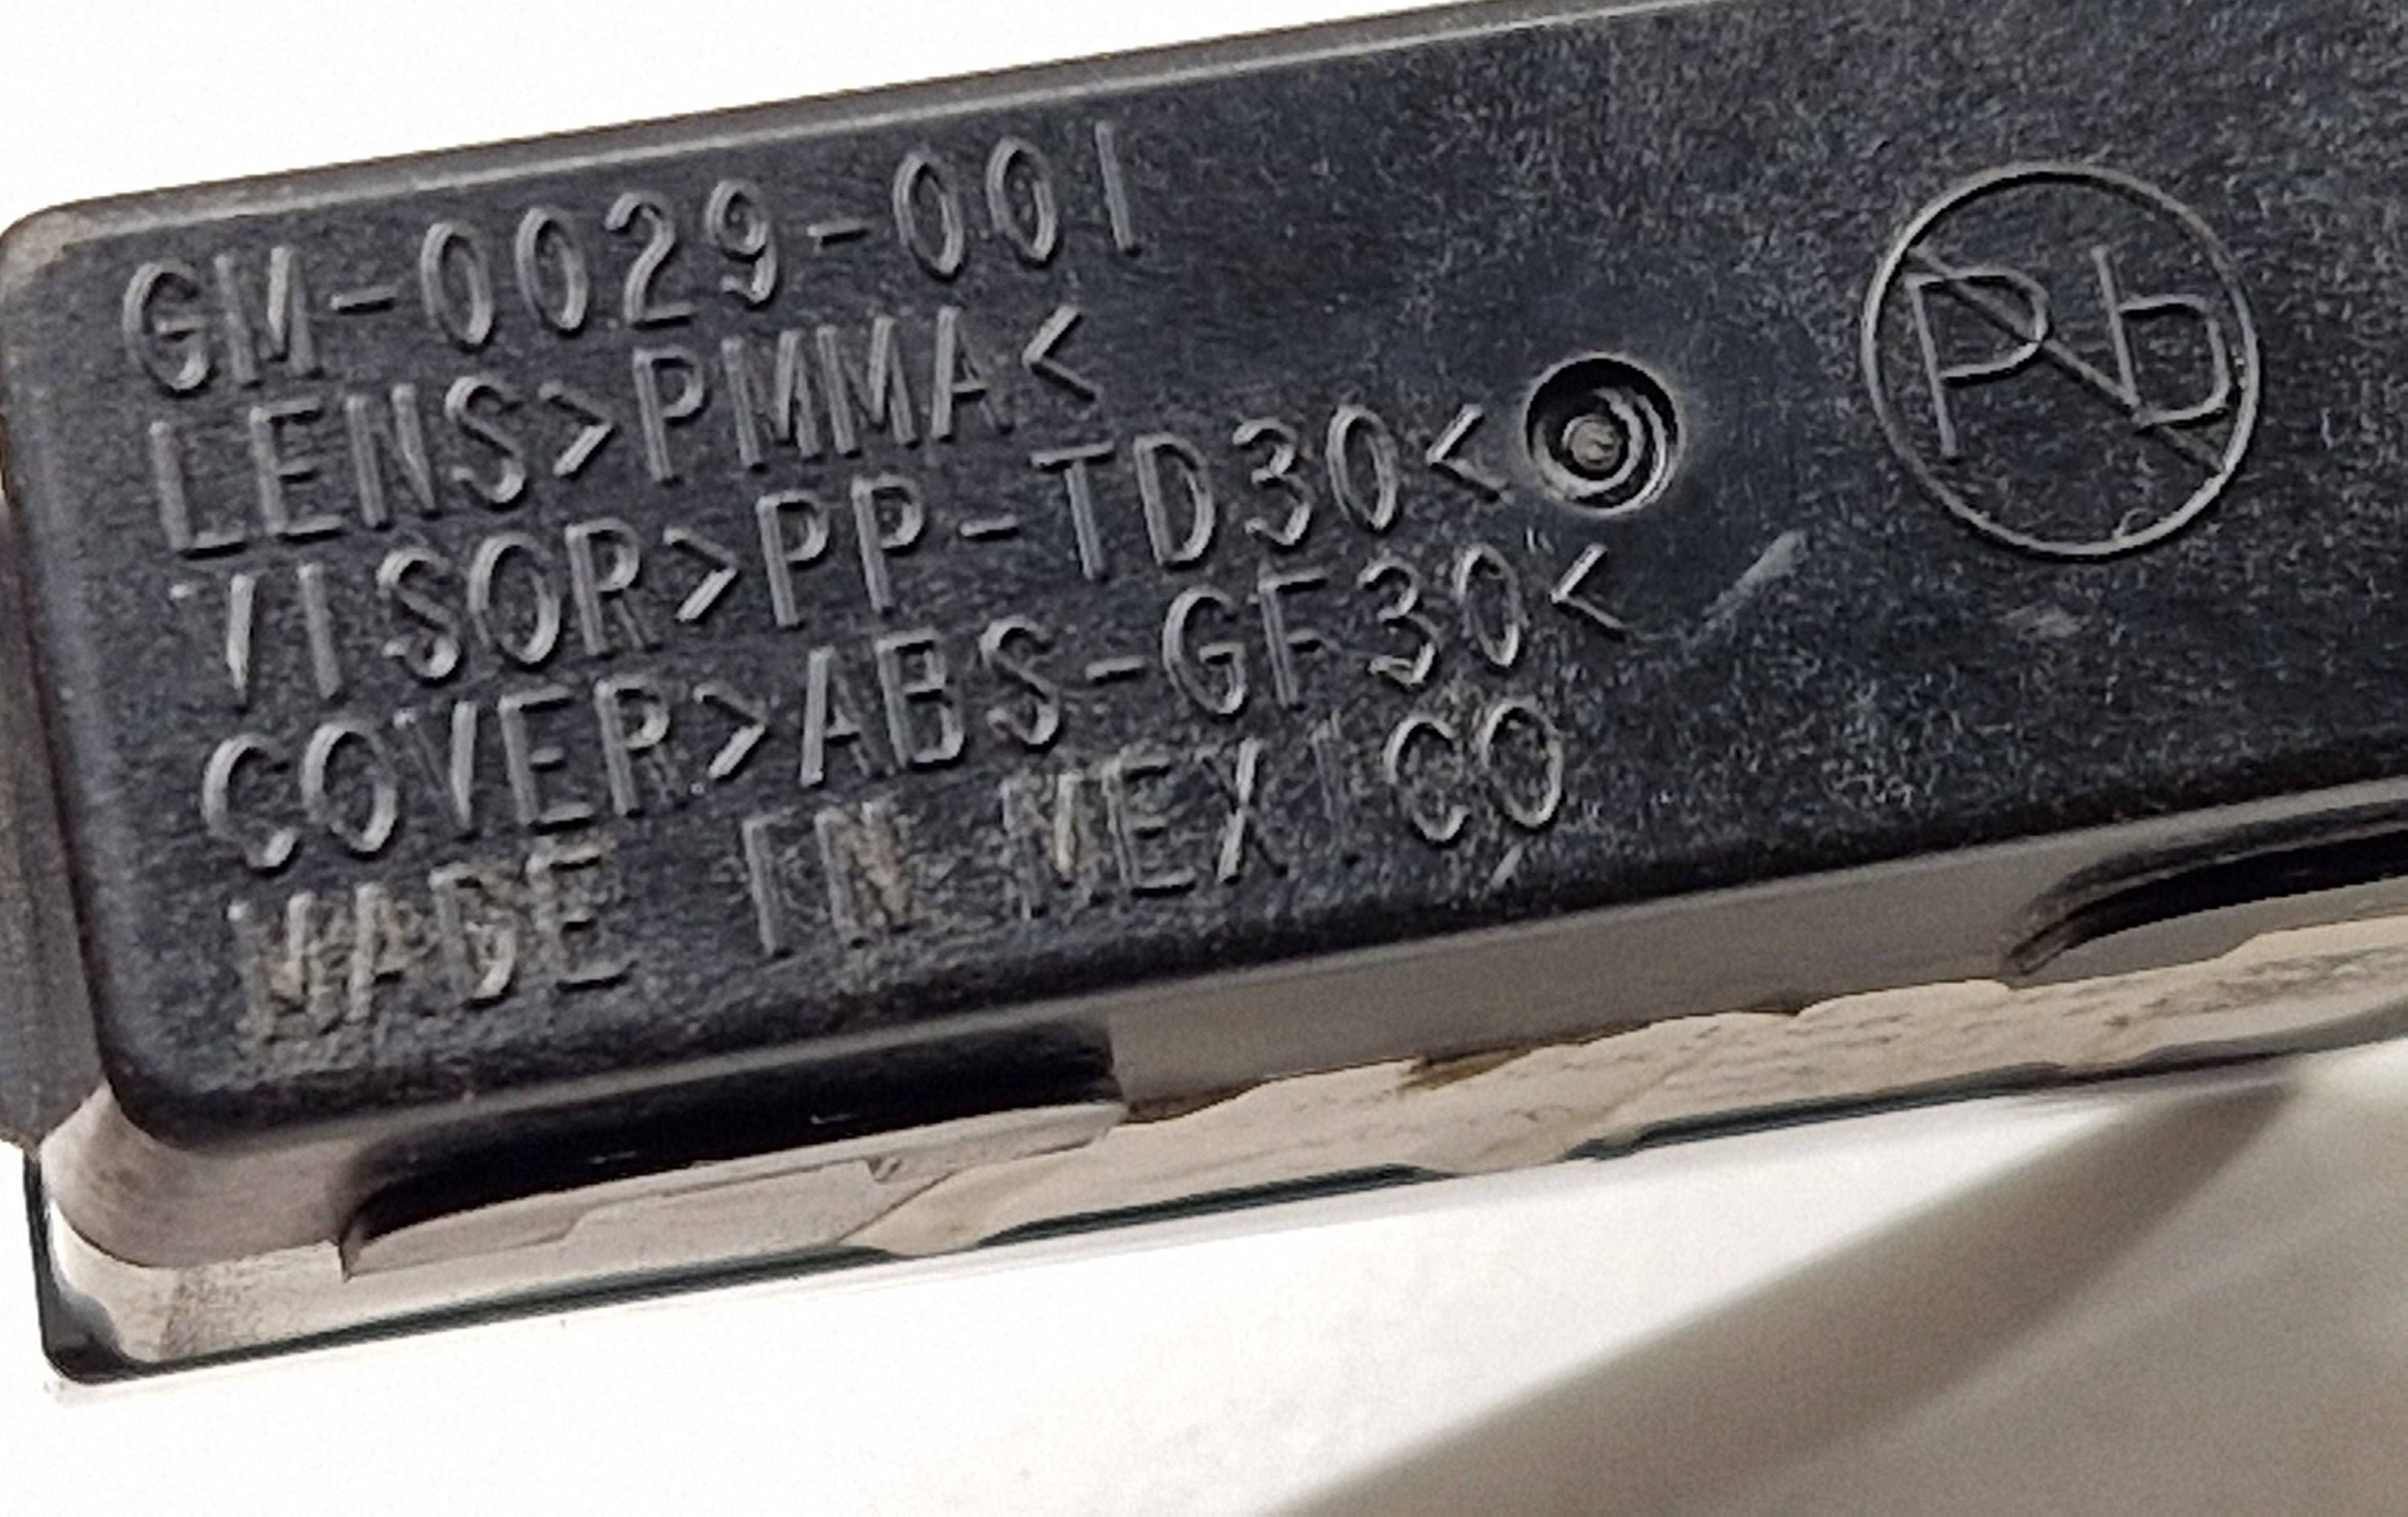 GM-0029-001
LENS>PMMA<
VISOR>PP-TD30<
COVER>ABS-GF30<
MADE IN MEXICO
Pb